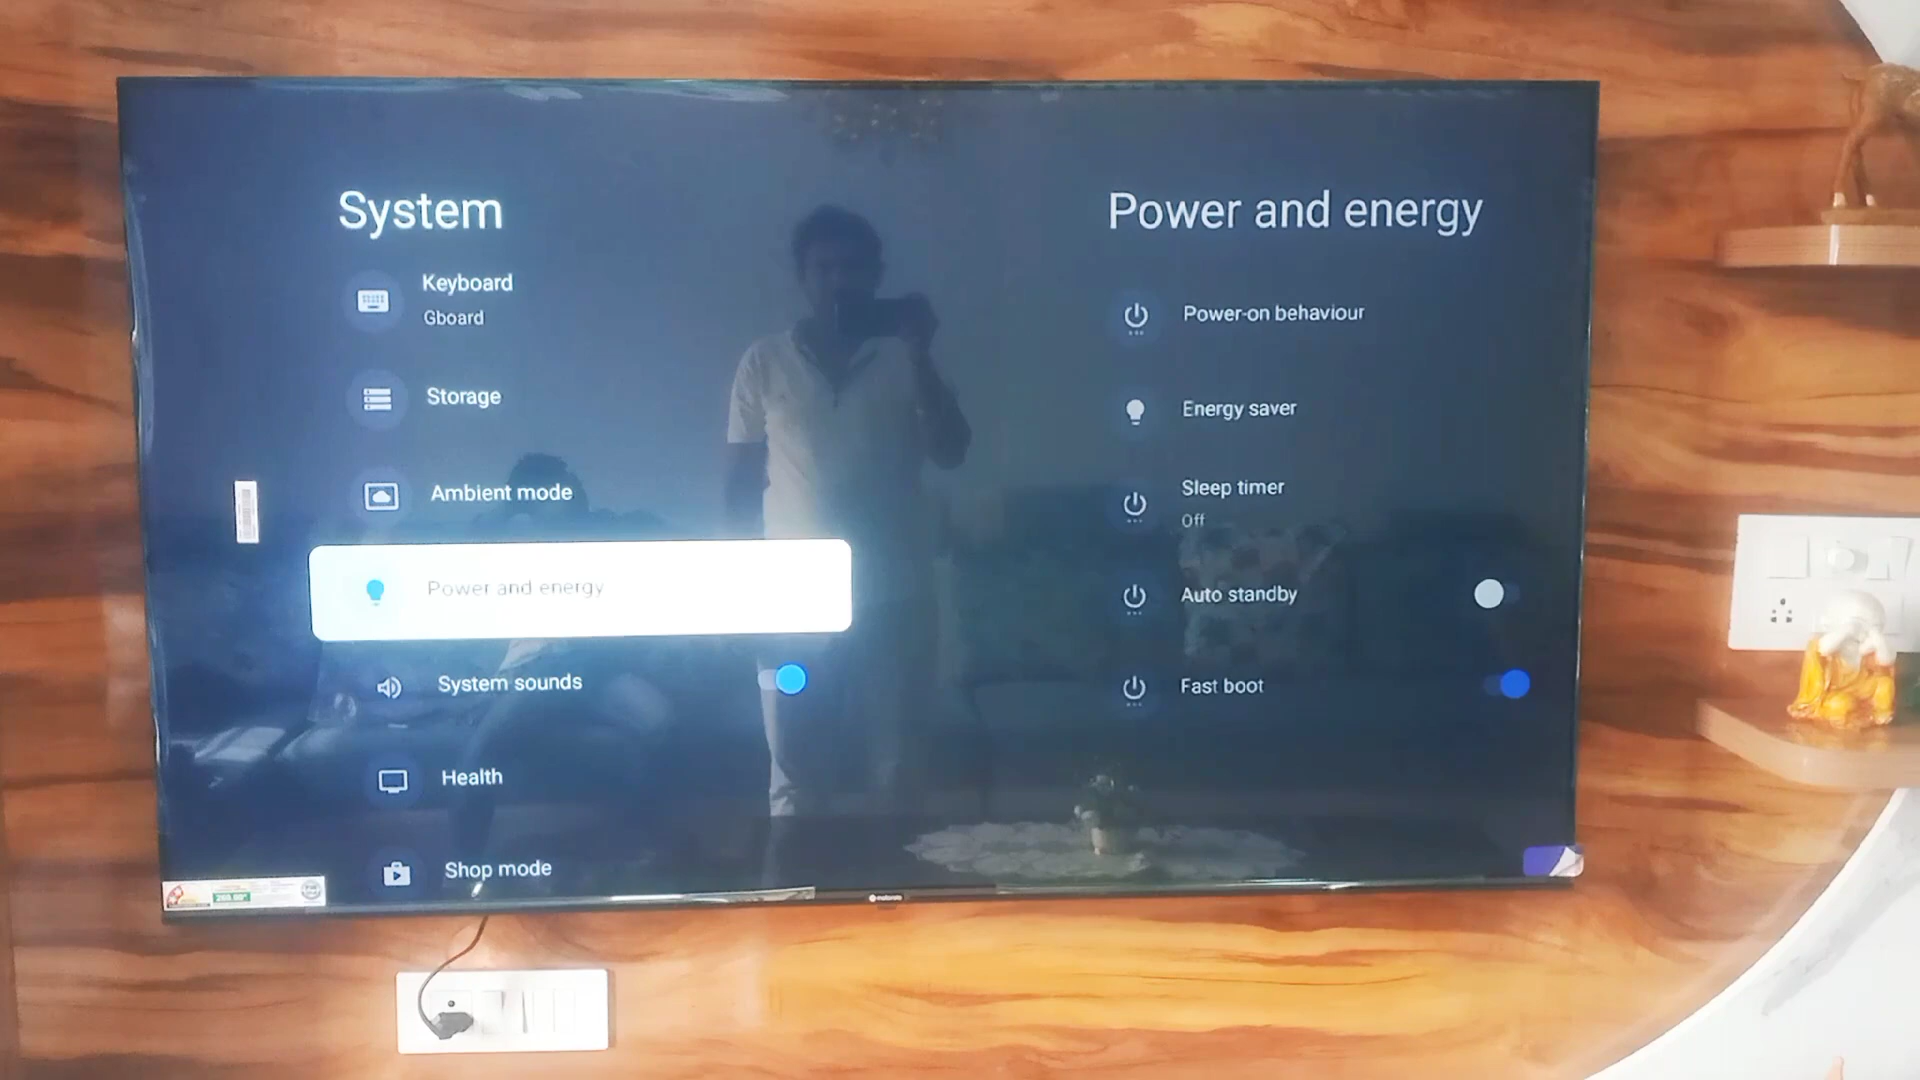 System
Keyboard
Gboard
Storage
Ambient mode
Power and energy
System sounds
Health
Shop mode
Power and energy
Power-on behaviour
Energy saver
Sleep timer
Off
Auto standby
Fast boot
motorola